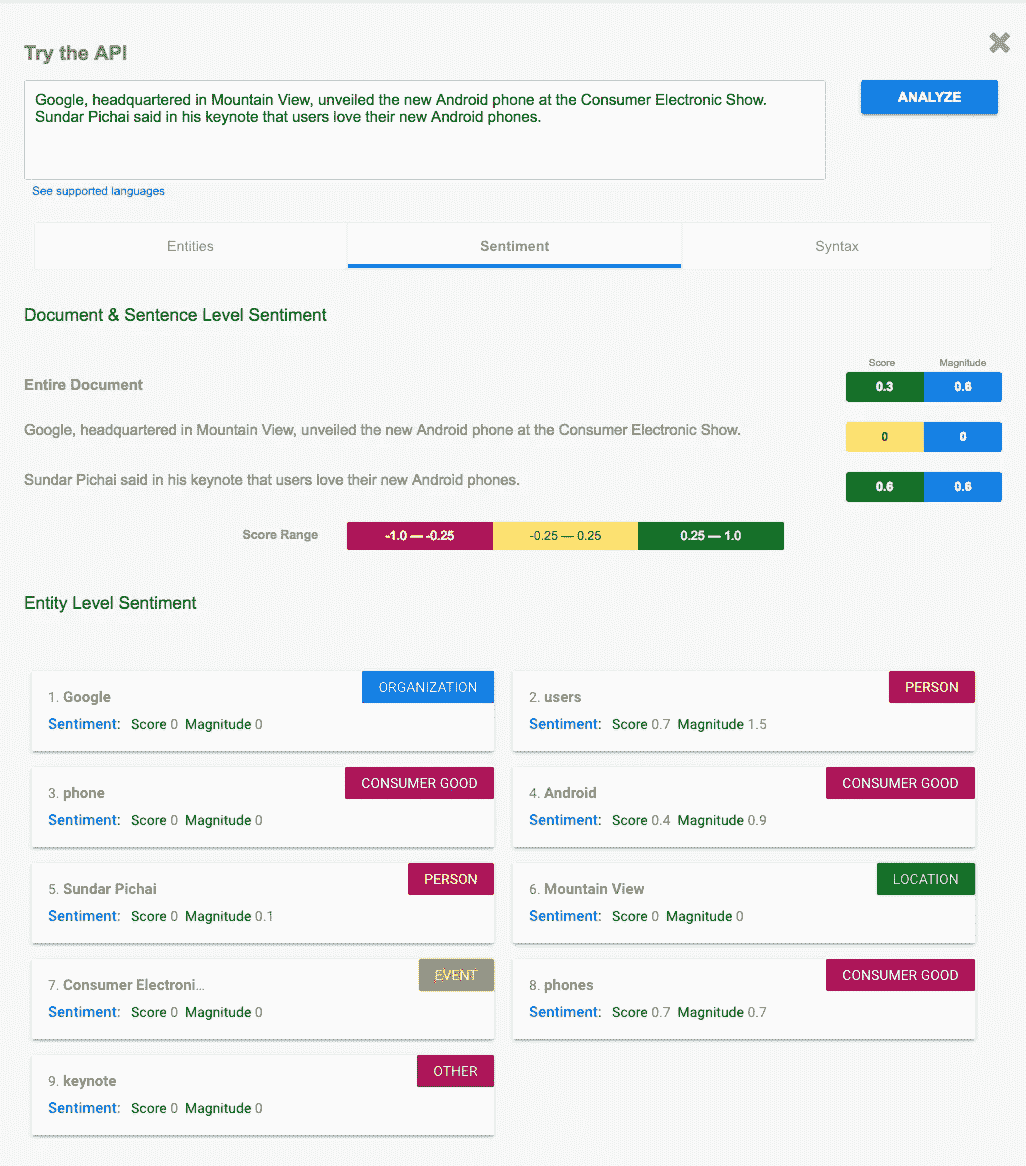 Try the API
Google, headquartered in Mountain View, unveiled the new Android phone at the Consumer Electronic Show.
Sundar Pichai said in his keynote that users love their new Android phones.
ANALYZE
See supported languages
Entities
Sentiment
Syntax
Document & Sentence Level Sentiment
Score Magnitude
Entire Document 0.3 0.6
Google, headquartered in Mountain View, unveiled the new Android phone at the Consumer Electronic Show. 0 0
Sundar Pichai said in his keynote that users love their new Android phones. 0.6 0.6
Score Range -1.0 — -0.25 -0.25 — 0.25 0.25 — 1.0
Entity Level Sentiment
1. Google ORGANIZATION
Sentiment: Score 0 Magnitude 0
2. users PERSON
Sentiment: Score 0.7 Magnitude 1.5
3. phone CONSUMER GOOD
Sentiment: Score 0 Magnitude 0
4. Android CONSUMER GOOD
Sentiment: Score 0.4 Magnitude 0.9
5. Sundar Pichai PERSON
Sentiment: Score 0 Magnitude 0.1
6. Mountain View LOCATION
Sentiment: Score 0 Magnitude 0
7. Consumer Electroni... EVENT
Sentiment: Score 0 Magnitude 0
8. phones CONSUMER GOOD
Sentiment: Score 0.7 Magnitude 0.7
9. keynote OTHER
Sentiment: Score 0 Magnitude 0